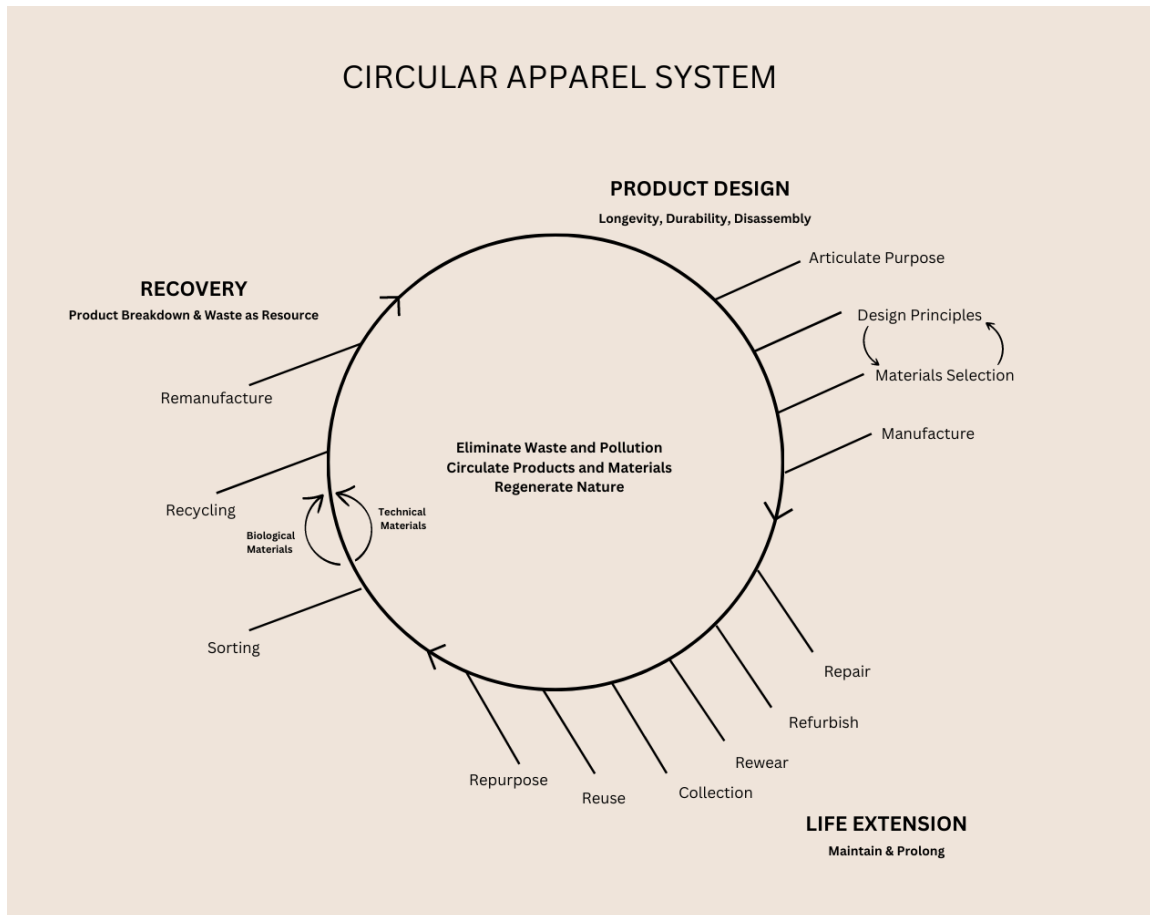 CIRCULAR APPAREL SYSTEM
PRODUCT DESIGN
Longevity, Durability, Disassembly
Articulate Purpose
Design Principles
Materials Selection
Manufacture
Eliminate Waste and Pollution
Circulate Products and Materials
Regenerate Nature
Repair
Refurbish
Rewear
Collection
Reuse
Repurpose
LIFE EXTENSION
Maintain & Prolong
Sorting
Biological
Materials
Technical
Materials
Recycling
Remanufacture
RECOVERY
Product Breakdown & Waste as Resource